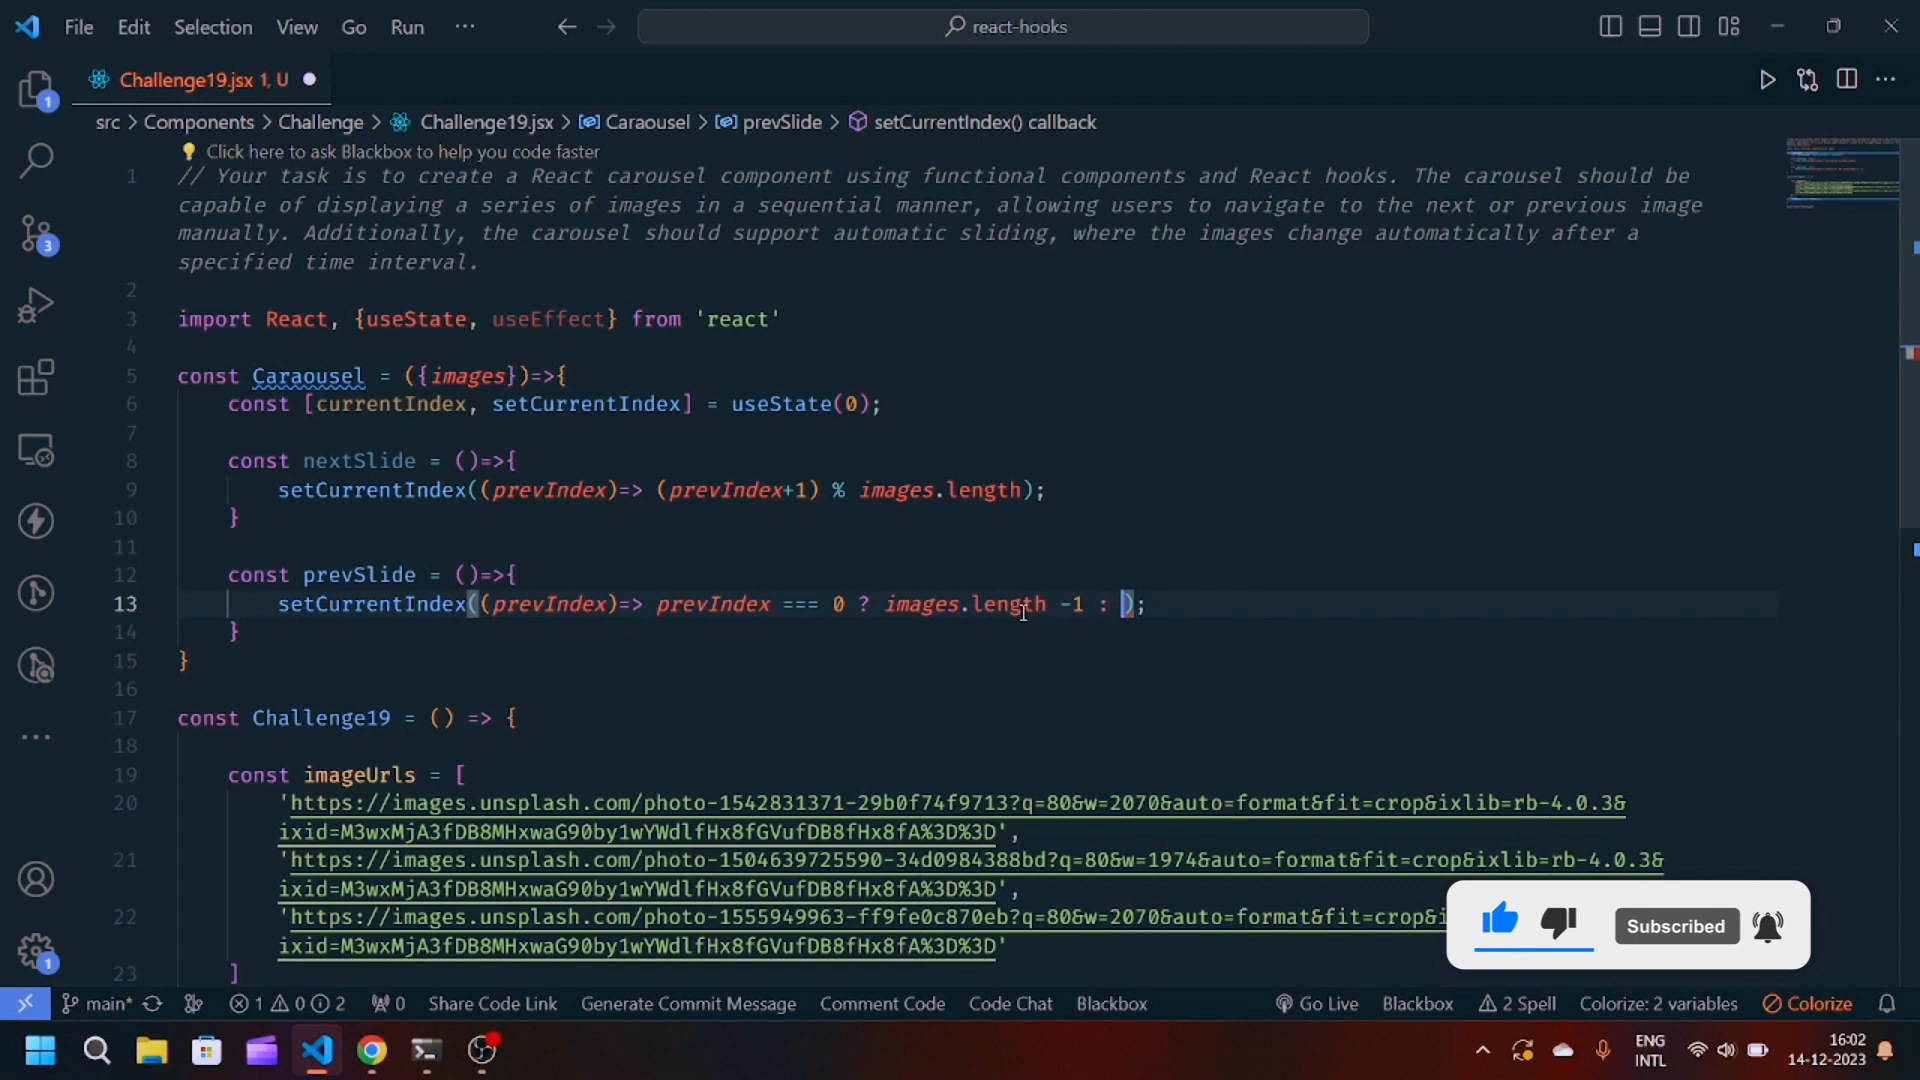 File Edit Selection View Go Run ··· react-hooks
Challenge19.jsx 1, U
src > Components > Challenge > Challenge19.jsx > Caraousel > prevSlide > setCurrentIndex() callback
Click here to ask Blackbox to help you code faster
1 // Your task is to create a React carousel component using functional components and React hooks. The carousel should be
capable of displaying a series of images in a sequential manner, allowing users to navigate to the next or previous image
manually. Additionally, the carousel should support automatic sliding, where the images change automatically after a
specified time interval.
2
3 import React, {useState, useEffect} from 'react'
4
5 const Caraousel = ({images})=>{
6 const [currentIndex, setCurrentIndex] = useState(0);
7
8 const nextSlide = ()=>{
9 setCurrentIndex((prevIndex)=> (prevIndex+1) % images.length);
10 }
11
12 const prevSlide = ()=>{
13 setCurrentIndex((prevIndex)=> prevIndex === 0 ? images.length -1 : );
14 }
15 }
16
17 const Challenge19 = () => {
18
19 const imageUrls = [
20 'https://images.unsplash.com/photo-1542831371-29b0f74f9713?q=80&w=2070&auto=format&fit=crop&ixlib=rb-4.0.3&
ixid=M3wxMjA3fDB8MHxwaG90by1wYWdlfHx8fGVufDB8fHx8fA%3D%3D',
21 'https://images.unsplash.com/photo-1504639725590-34d0984388bd?q=80&w=1974&auto=format&fit=crop&ixlib=rb-4.0.3&
ixid=M3wxMjA3fDB8MHxwaG90by1wYWdlfHx8fGVufDB8fHx8fA%3D%3D',
22 'https://images.unsplash.com/photo-1555949963-ff9fe0c870eb?q=80&w=2070&auto=format&fit=crop&i
ixid=M3wxMjA3fDB8MHxwaG90by1wYWdlfHx8fGVufDB8fHx8fA%3D%3D'
23 ]
Subscribed
main* 1 0 2 0 Share Code Link Generate Commit Message Comment Code Code Chat Blackbox Go Live Blackbox 2 Spell Colorize: 2 variables Colorize
1
3
1
ENG
INTL
16:02
14-12-2023